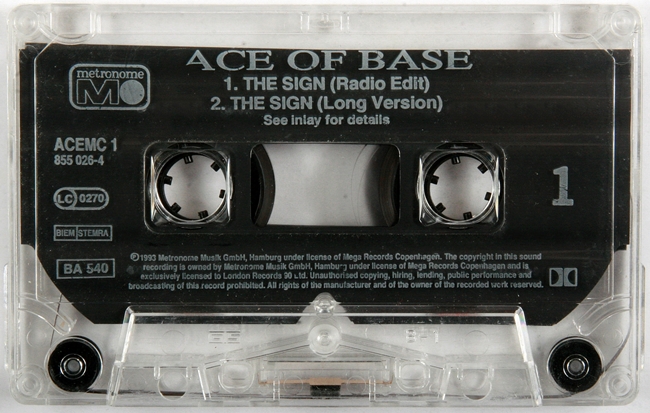 ACE OF BASE
metronome
M
1. THE SIGN (Radio Edit)
2. THE SIGN (Long Version)
See inlay for details
ACEMC 1
855 026-4
LC 0270
1
BIEM STEMRA
BA 540
℗1993 Metronome Musik GmbH, Hamburg under license of Mega Records Copenhagen. The copyright in this sound
recording is owned by Metronome Musik GmbH, Hamburg under license of Mega Records Copenhagen and is
exclusively licensed to London Records 90 Ltd. Unauthorised copying, hiring, lending, public performance and
broadcasting of this record prohibited. All rights of the manufacturer and of the owner of the recorded work reserved.